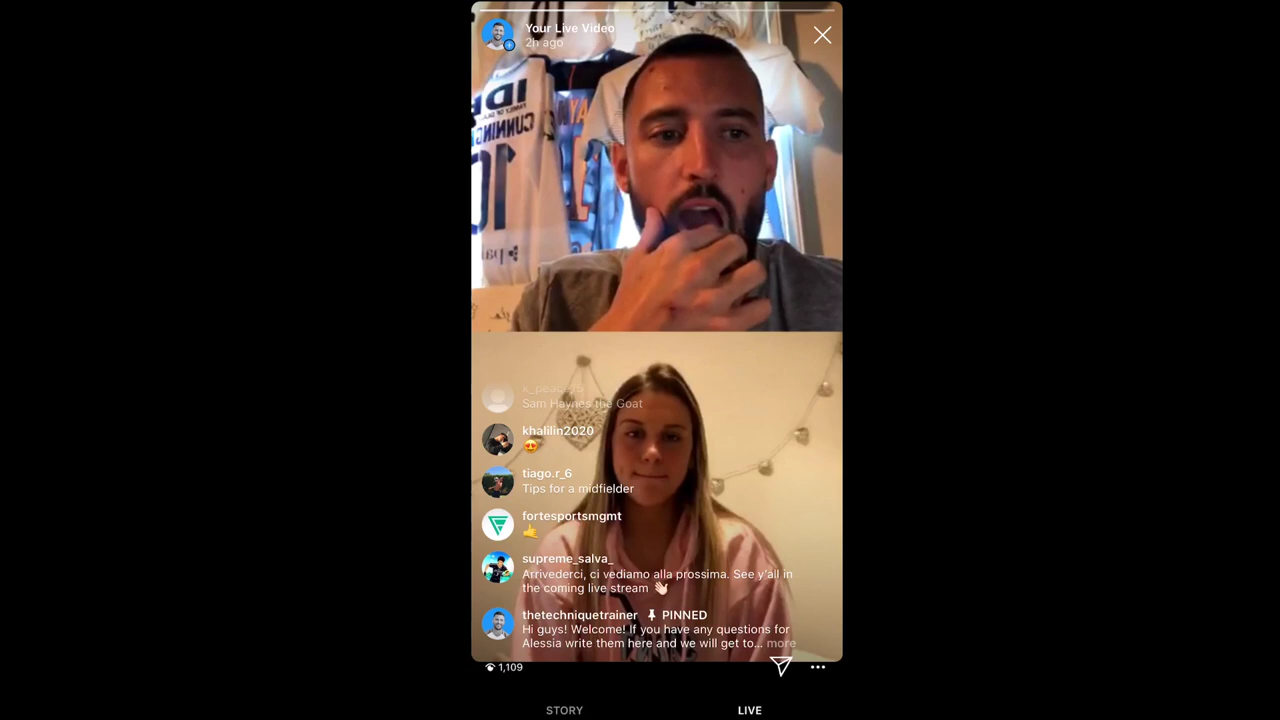 Your Live Video
2h ago
Sam Haynes the Goat
khalilin2020
😍
tiago.r_6
Tips for a midfielder
fortesportsmgmt
🤙
supreme_salva_
Arrivederci, ci vediamo alla prossima. See y'all in
the coming live stream 👋🏻
thetechniquetrainer 📌 PINNED
Hi guys! Welcome! If you have any questions for
Alessia write them here and we will get to... more
1,109
STORY
LIVE